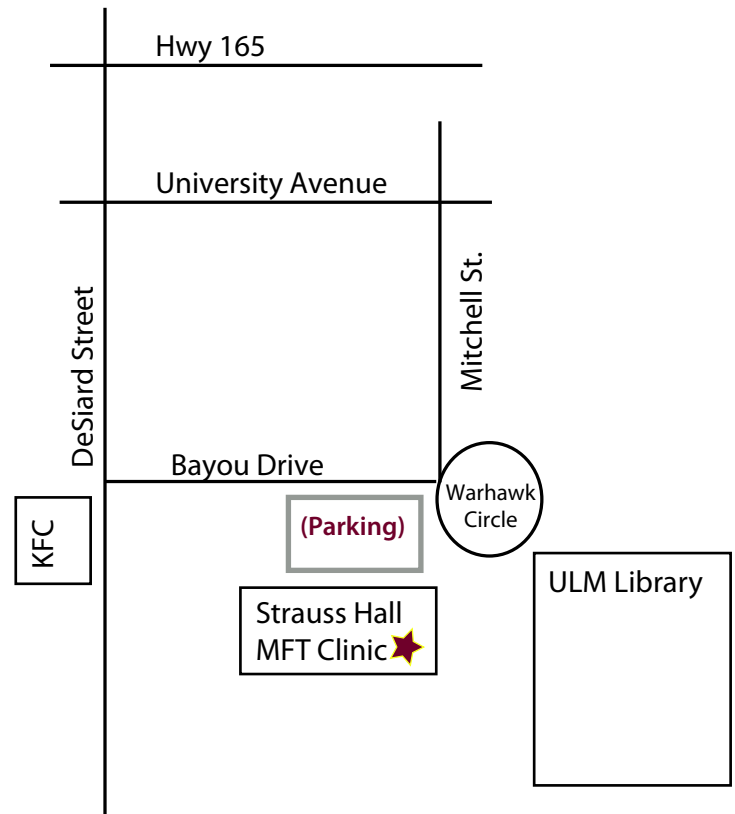 Hwy 165
University Avenue
DeSiard Street
Mitchell St.
Bayou Drive
Warhawk
Circle
KFC
(Parking)
ULM Library
Strauss Hall
MFT Clinic